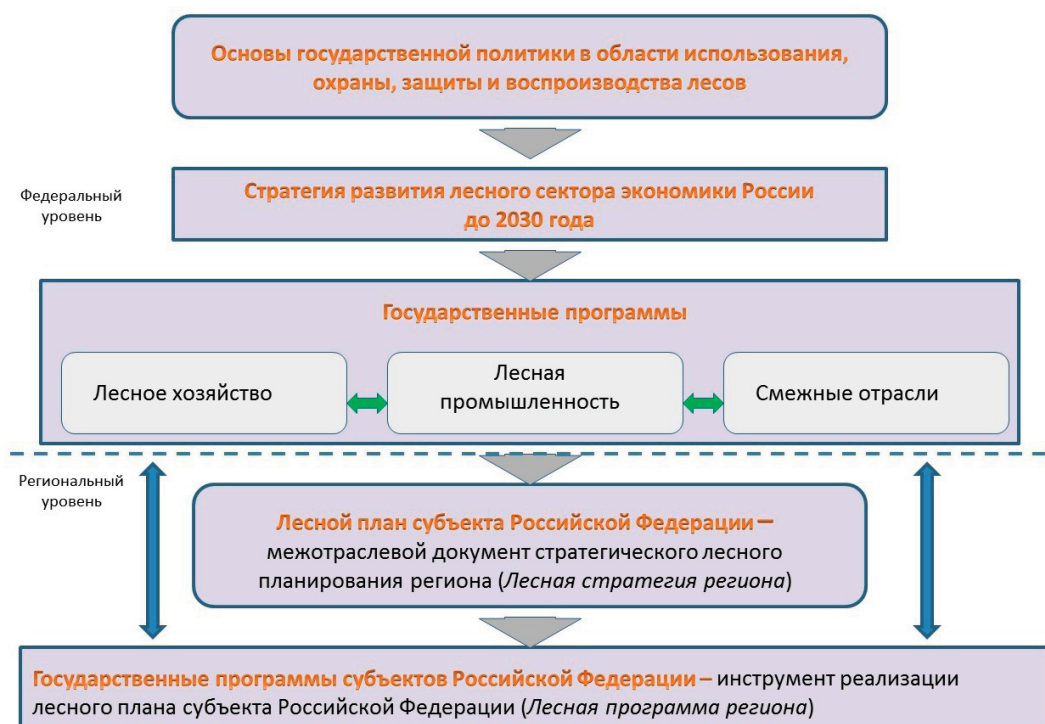 Основы государственной политики в области использования,
охраны, защиты и воспроизводства лесов
Федеральный
уровень
Стратегия развития лесного сектора экономики России
до 2030 года
Государственные программы
Лесное хозяйство
Лесная
промышленность
Смежные отрасли
Региональный
уровень
Лесной план субъекта Российской Федерации –
межотраслевой документ стратегического лесного
планирования региона (Лесная стратегия региона)
Государственные программы субъектов Российской Федерации – инструмент реализации
лесного плана субъекта Российской Федерации (Лесная программа региона)